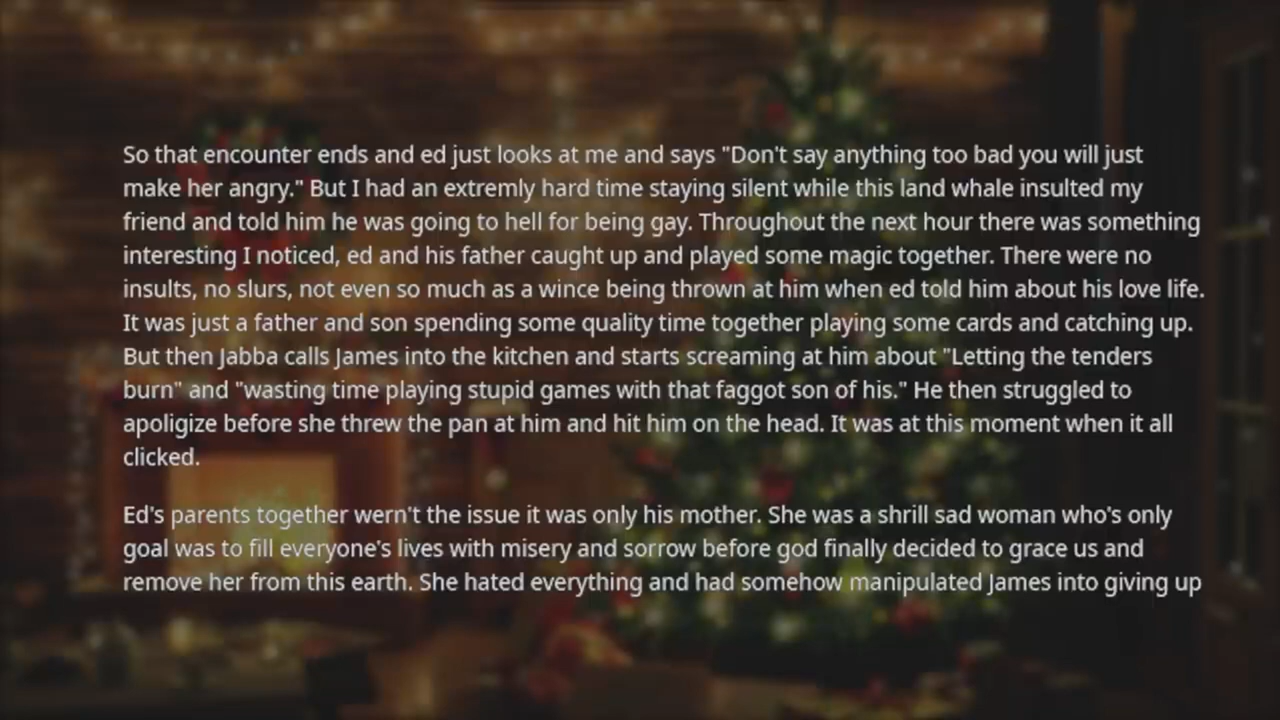 So that encounter ends and ed just looks at me and says "Don't say anything too bad you will just
make her angry." But I had an extremly hard time staying silent while this land whale insulted my
friend and told him he was going to hell for being gay. Throughout the next hour there was something
interesting I noticed, ed and his father caught up and played some magic together. There were no
insults, no slurs, not even so much as a wince being thrown at him when ed told him about his love life.
It was just a father and son spending some quality time together playing some cards and catching up.
But then Jabba calls James into the kitchen and starts screaming at him about "Letting the tenders
burn" and "wasting time playing stupid games with that faggot son of his." He then struggled to
apoligize before she threw the pan at him and hit him on the head. It was at this moment when it all
clicked.
Ed's parents together wern't the issue it was only his mother. She was a shrill sad woman who's only
goal was to fill everyone's lives with misery and sorrow before god finally decided to grace us and
remove her from this earth. She hated everything and had somehow manipulated James into giving up